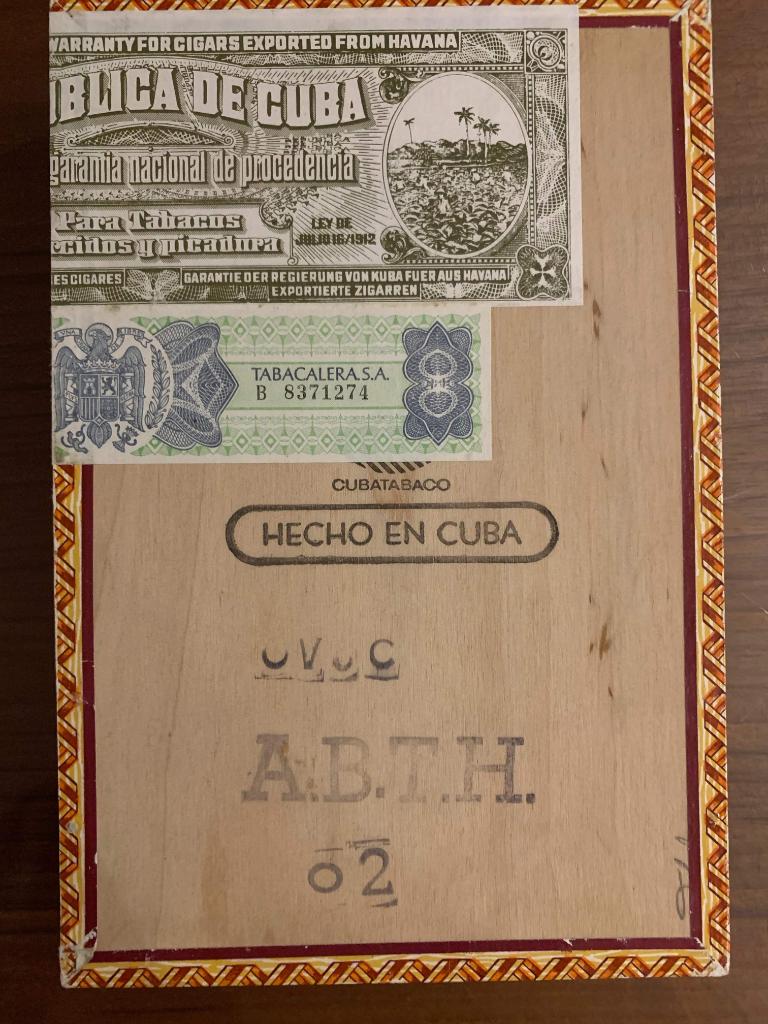 WARRANTY FOR CIGARS EXPORTED FROM HAVANA
BLICA DE CUBA
garantia nacional de procedencia
Para Tabacos
rcidos y picadura
LEY DE
JULIO 16/1912
ES CIGARES
GARANTIE DER REGIERUNG VON KUBA FUER AUS HAVANA
EXPORTIERTE ZIGARREN
TABACALERA, S.A.
B 8371274
CUBATABACO
HECHO EN CUBA
A.B.T.H.
02